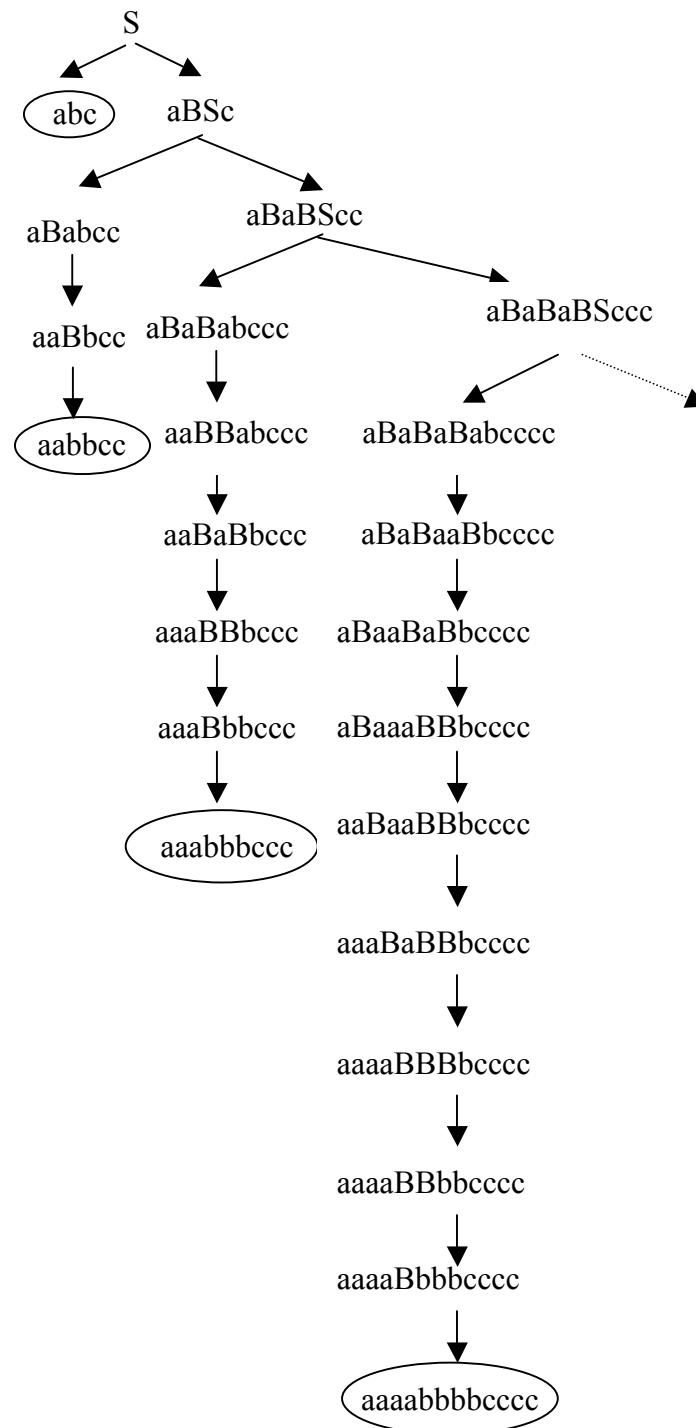 S
abc aBSc
aBabcc aBaBScc
aaBbcc aBaBabccc aBaBaBSccc
aabbcc aaBBabccc aBaBaBabcccc
aaBaBbccc aBaBaaBbcccc
aaaBBbccc aBaaBaBbcccc
aaaBbbccc aBaaaBBbcccc
aaabbbccc aaBaaBBbcccc
aaaBaBBbcccc
aaaaBBBbcccc
aaaaBBbbcccc
aaaaBbbbcccc
aaaabbbbcccc